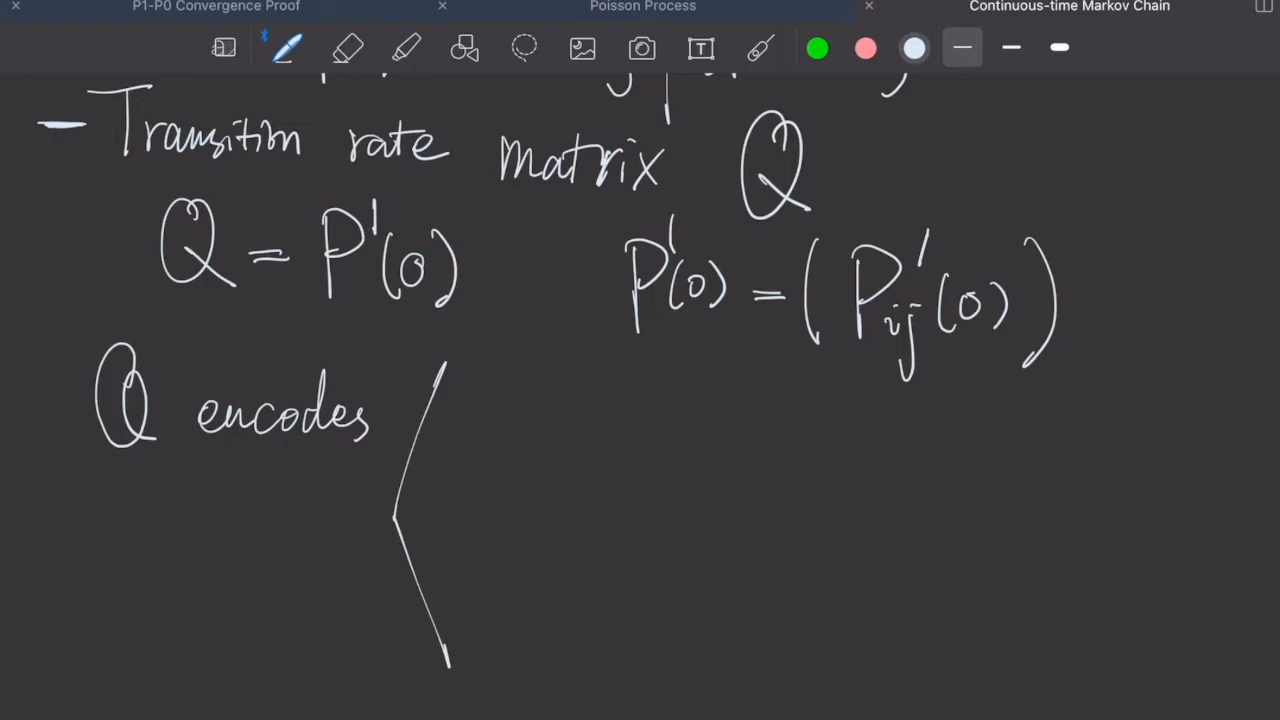 P1-P0 Convergence Proof Poisson Process Continuous-time Markov Chain
- Transition rate matrix Q
Q = P'(0) P'(0) = (P'ij(0))
Q encodes